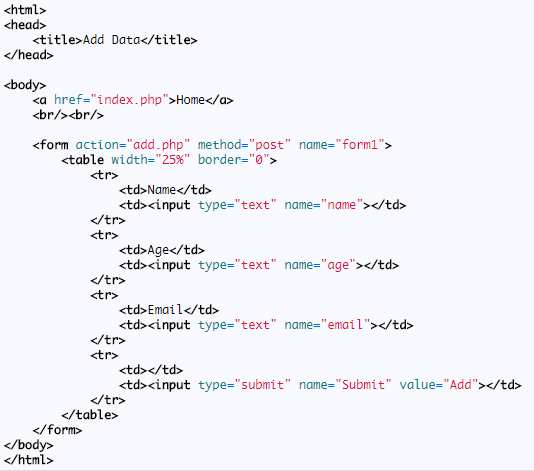 <html>
<head>
    <title>Add Data</title>
</head>

<body>
    <a href="index.php">Home</a>
    <br/><br/>

    <form action="add.php" method="post" name="form1">
        <table width="25%" border="0">
            <tr>
                <td>Name</td>
                <td><input type="text" name="name"></td>
            </tr>
            <tr>
                <td>Age</td>
                <td><input type="text" name="age"></td>
            </tr>
            <tr>
                <td>Email</td>
                <td><input type="text" name="email"></td>
            </tr>
            <tr>
                <td></td>
                <td><input type="submit" name="Submit" value="Add"></td>
            </tr>
        </table>
    </form>
</body>
</html>